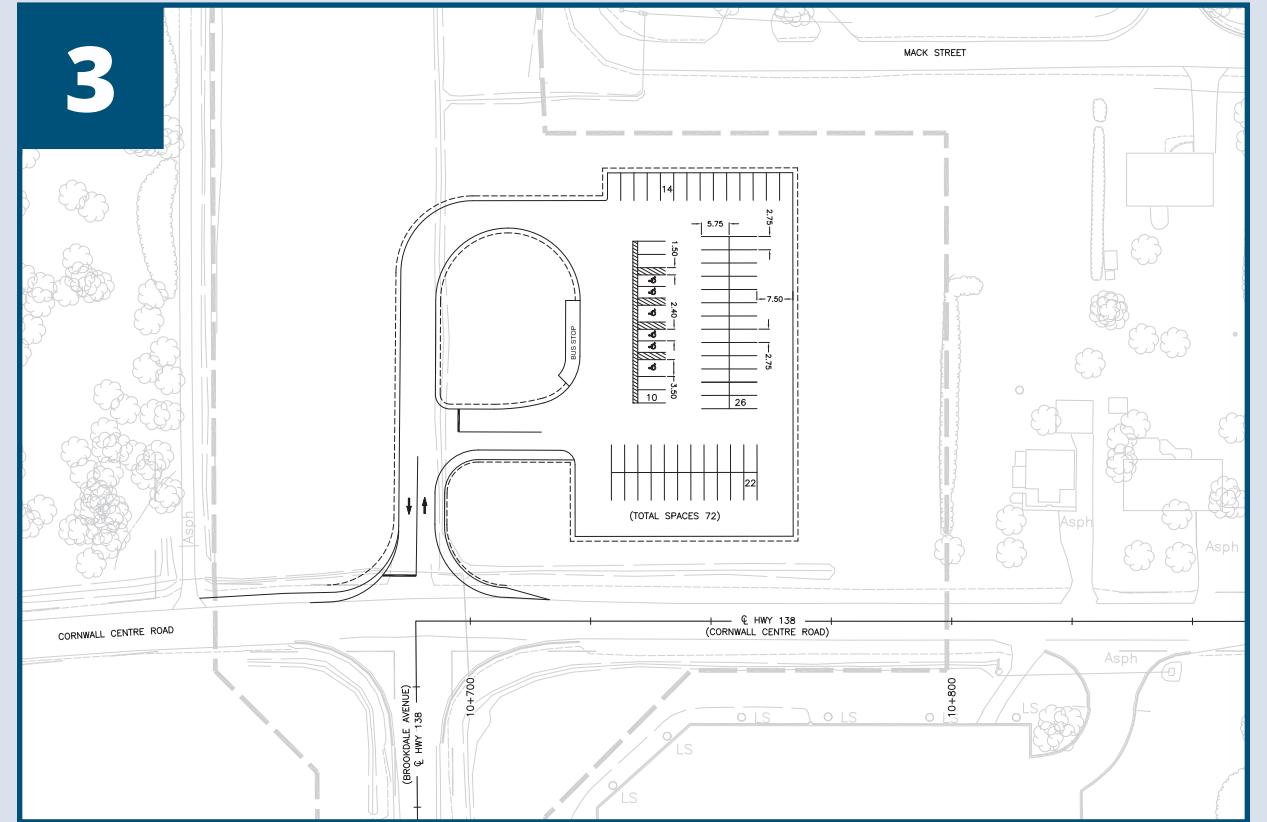 3
MACK STREET
14
2.75
5.75
1.50
7.50
2.40
BUS STOP
2.75
3.50
10
26
22
(TOTAL SPACES 72)
Asph
Asph
Asph
℄ HWY 138
(CORNWALL CENTRE ROAD)
CORNWALL CENTRE ROAD
Asph
10+700
10+800
(BROOKDALE AVENUE)
℄ HWY 138
LS
LS
LS
LS
LS
LS